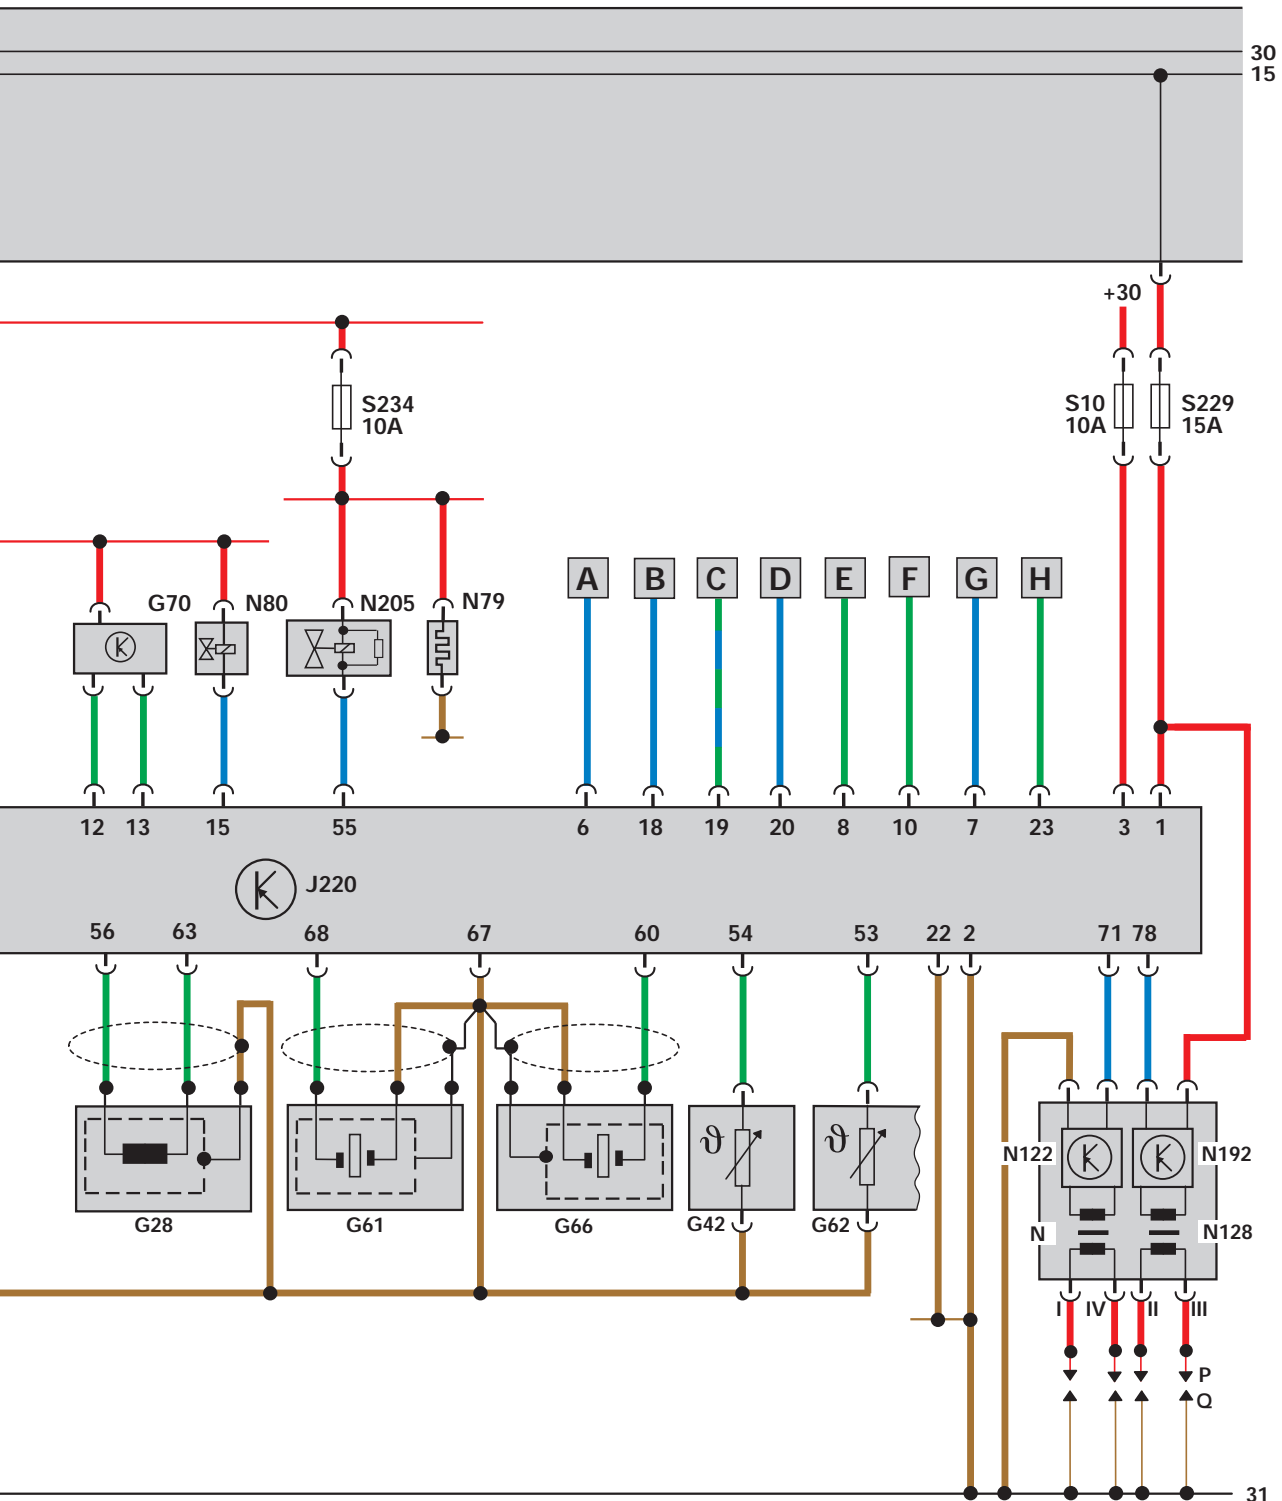 30
15
+30
S234
10A
S10
10A
S229
15A
G70 N80 N205 N79
A B C D E F G H
12 13 15 55 6 18 19 20 8 10 7 23 3 1
J220
56 63 68 67 60 54 53 22 2 71 78
ϑ ϑ
N122 N192
G28 G61 G66 G42 G62
N N128
I IV II III
P
Q
31